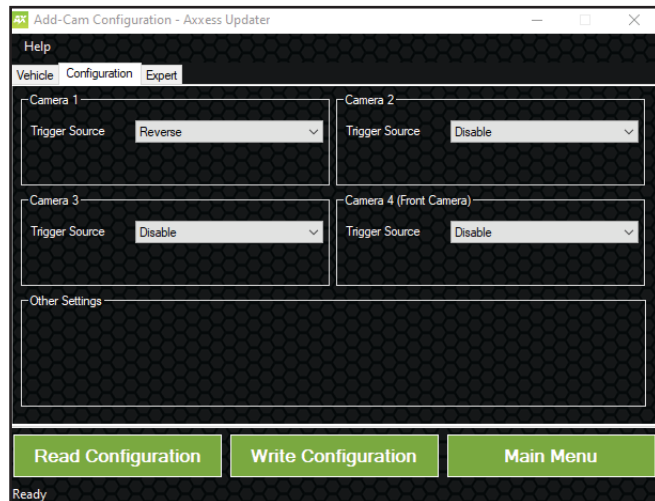 AX Add-Cam Configuration - Axxess Updater
Help
Vehicle Configuration Expert
Camera 1
Trigger Source Reverse
Camera 2
Trigger Source Disable
Camera 3
Trigger Source Disable
Camera 4 (Front Camera)
Trigger Source Disable
Other Settings
Read Configuration Write Configuration Main Menu
Ready